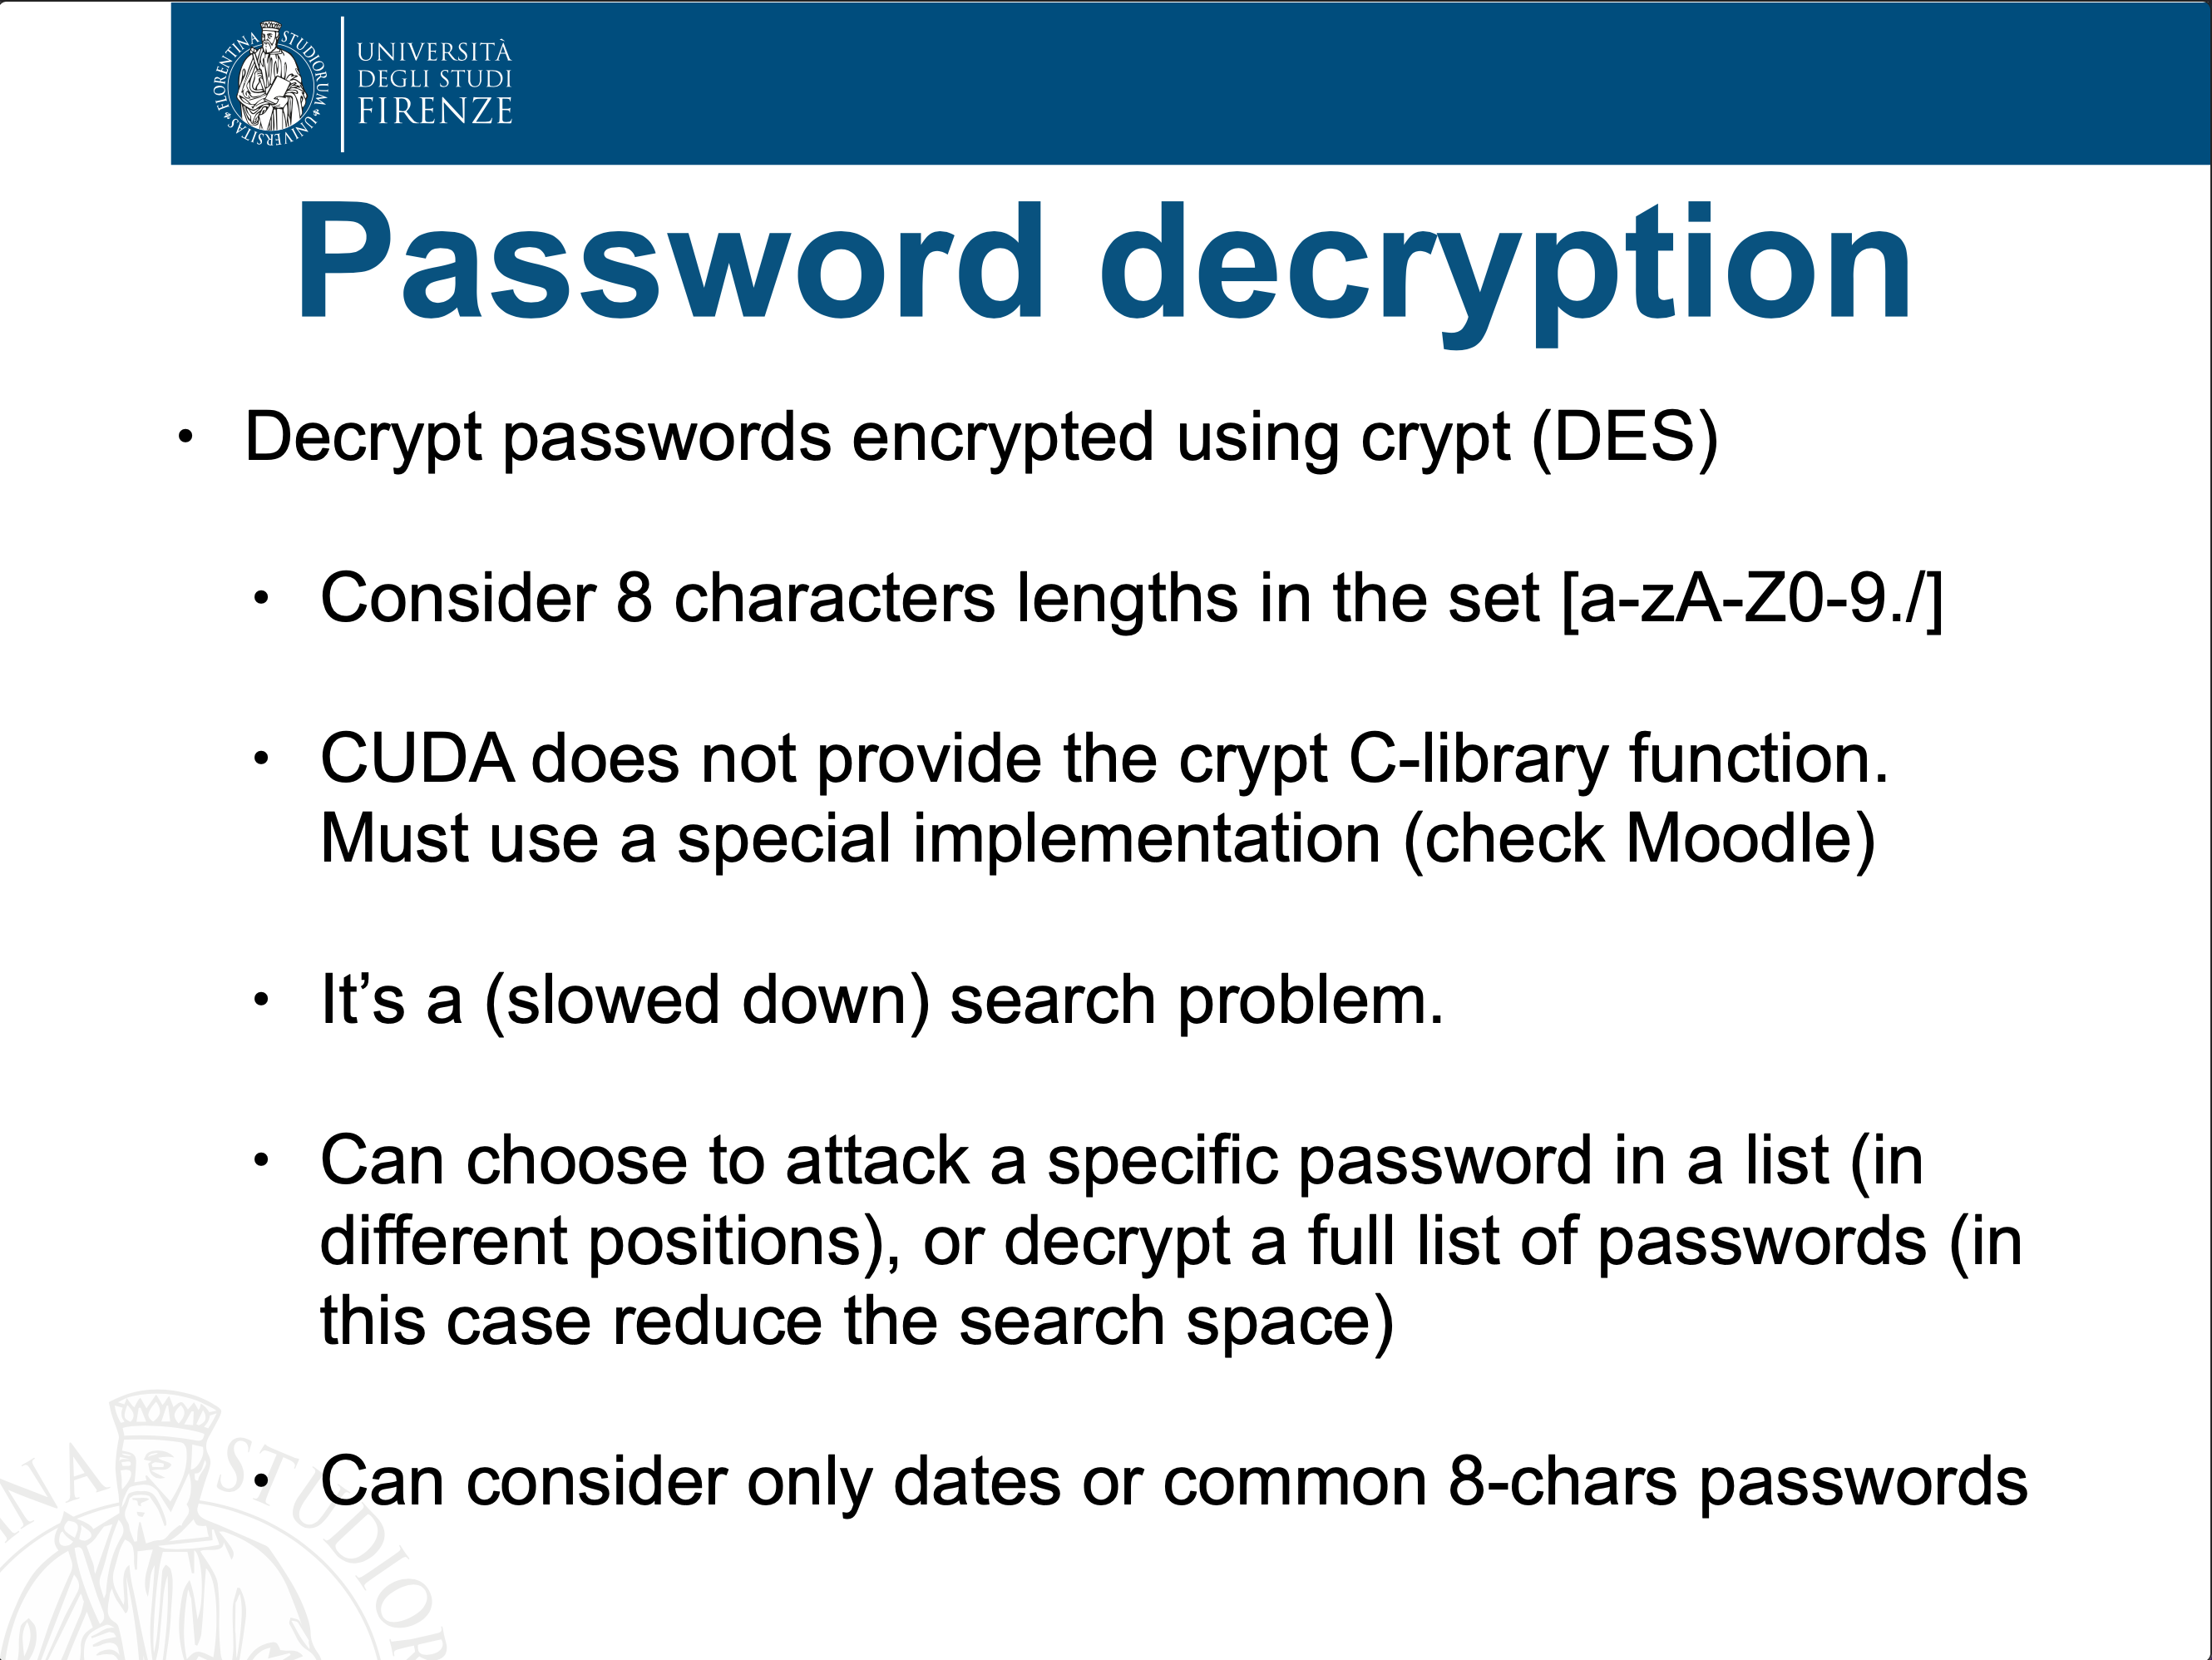 FLORENTINA STUDIORUM UNIVERSITAS
UNIVERSITÀ
DEGLI STUDI
FIRENZE
Password decryption
• Decrypt passwords encrypted using crypt (DES)
• Consider 8 characters lengths in the set [a-zA-Z0-9./]
• CUDA does not provide the crypt C-library function.
Must use a special implementation (check Moodle)
• It’s a (slowed down) search problem.
• Can choose to attack a specific password in a list (in
different positions), or decrypt a full list of passwords (in
this case reduce the search space)
• Can consider only dates or common 8-chars passwords
NA STUDIOR